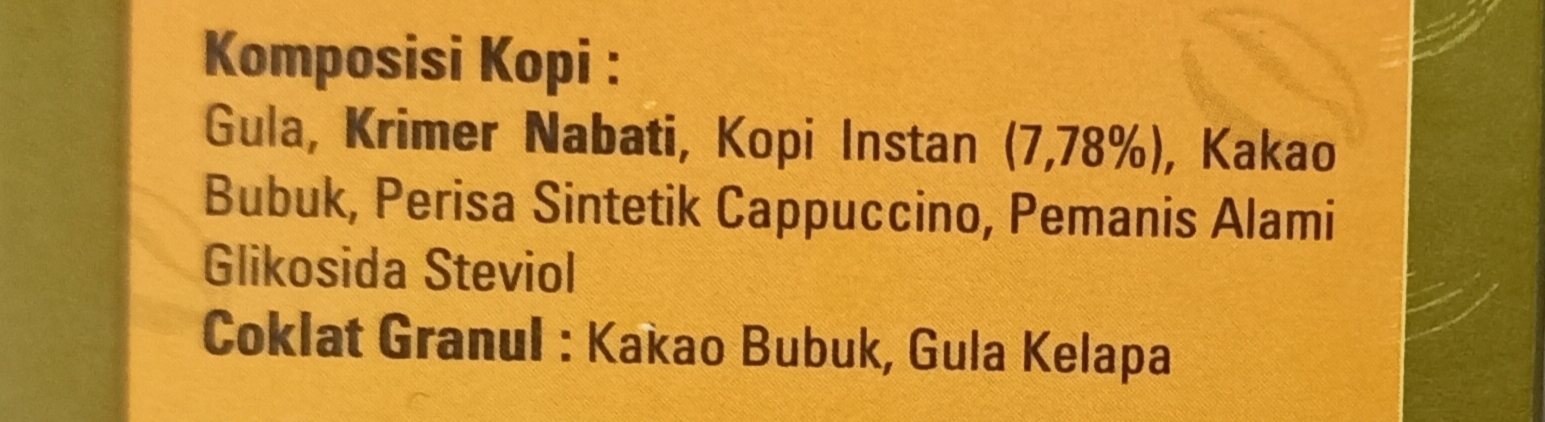 Komposisi Kopi :
Gula, Krimer Nabati, Kopi Instan (7,78%), Kakao
Bubuk, Perisa Sintetik Cappuccino, Pemanis Alami
Glikosida Steviol
Coklat Granul : Kakao Bubuk, Gula Kelapa